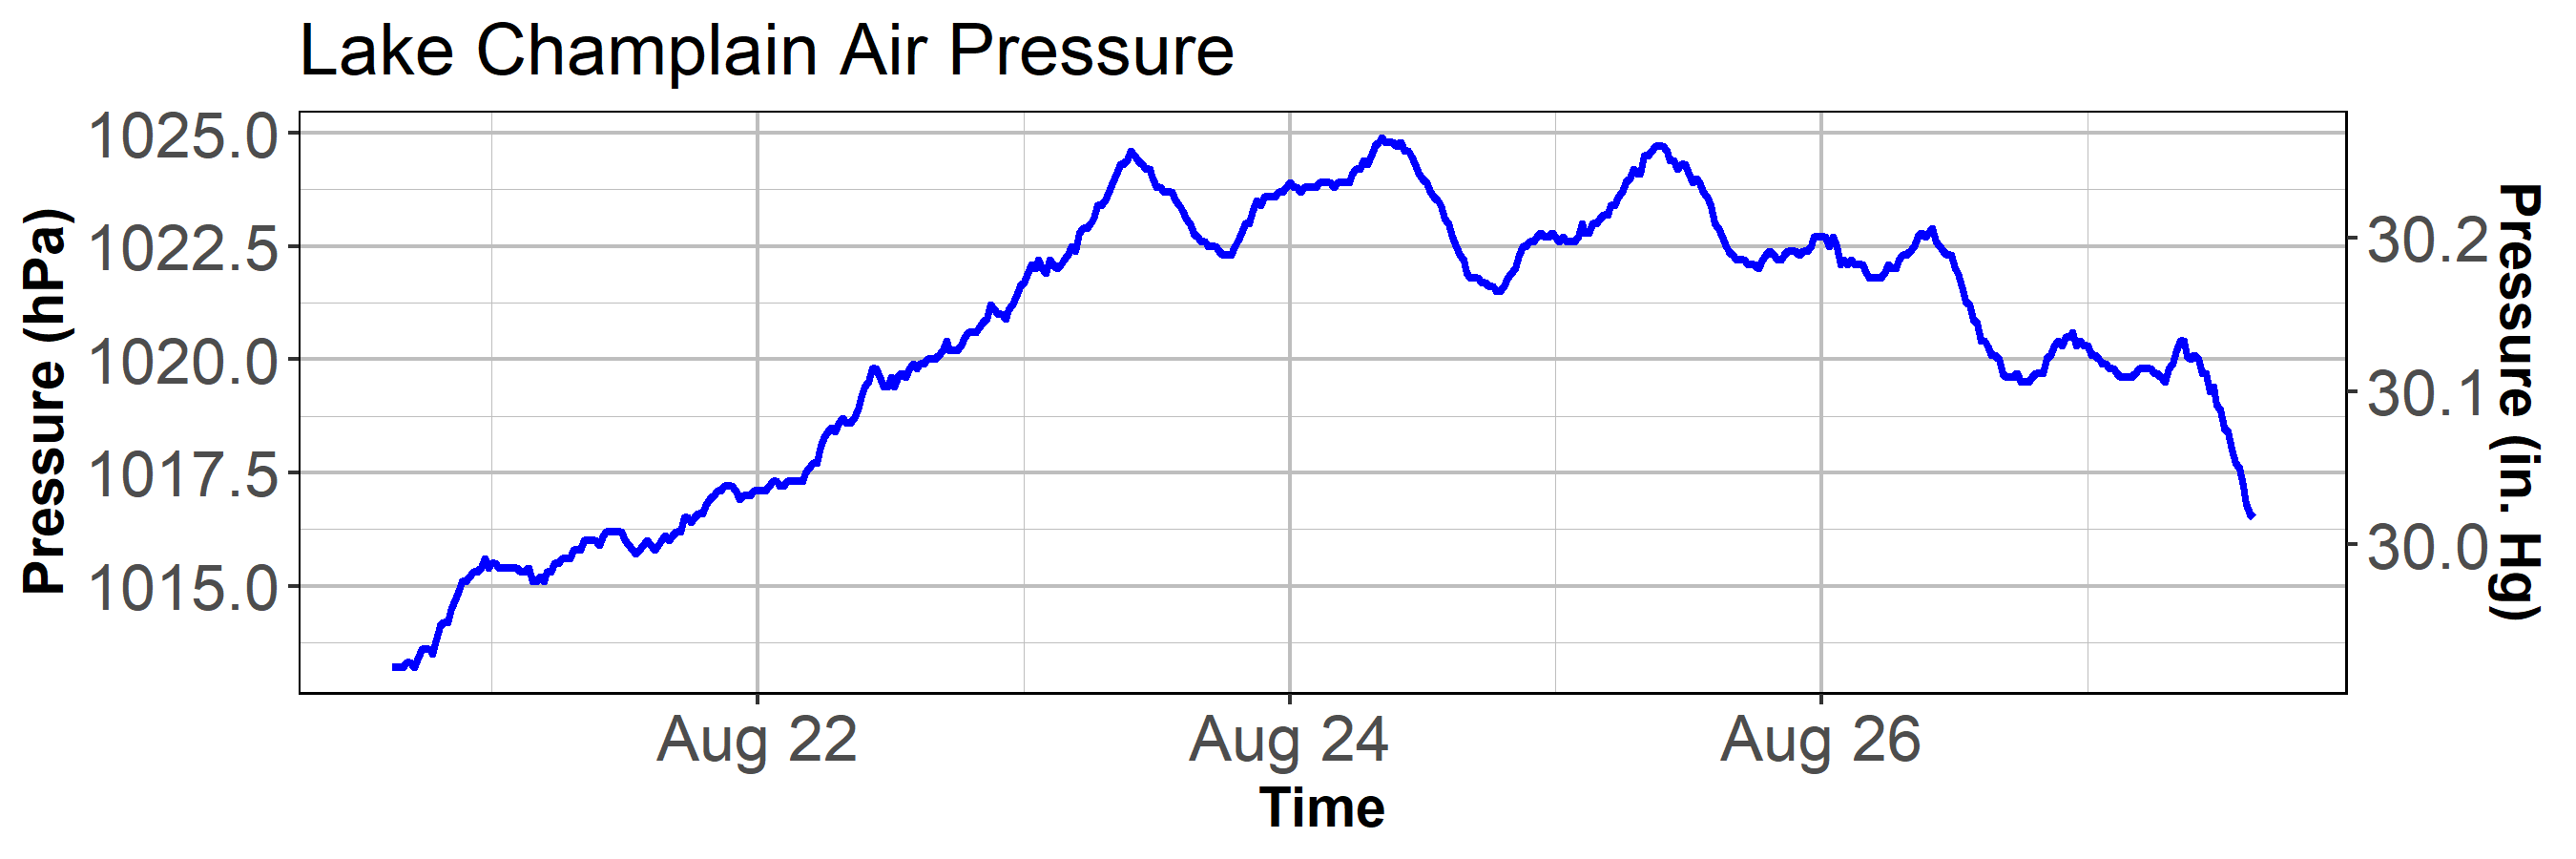 Lake Champlain Air Pressure
1025.0
1022.5
1020.0
1017.5
1015.0
Pressure (hPa)
30.2
30.1
30.0
Pressure (in. Hg)
Aug 22
Aug 24
Aug 26
Time